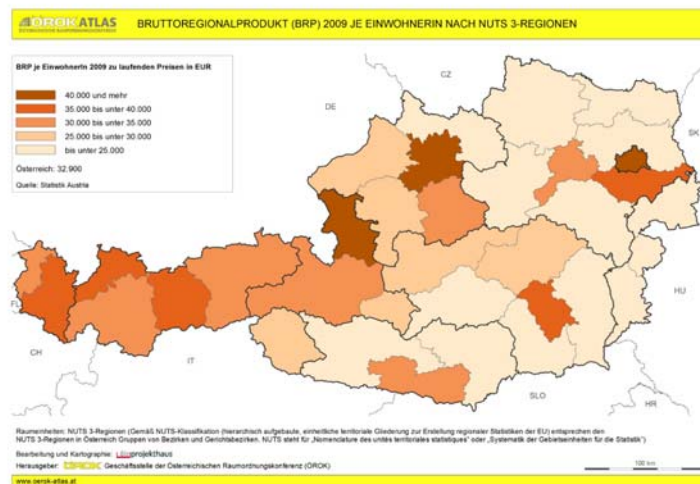 ÖROK ATLAS
BRUTTOREGIONALPRODUKT (BRP) 2009 JE EINWOHNERIN NACH NUTS 3-REGIONEN
BRP je EinwohnerIn 2009 zu laufenden Preisen in EUR
40.000 und mehr
35.000 bis unter 40.000
30.000 bis unter 35.000
25.000 bis unter 30.000
bis unter 25.000
Österreich: 32.900
Quelle: Statistik Austria
CZ
DE
SK
HU
FL
CH
IT
SLO
HR
Raumeinheiten: NUTS 3-Regionen (Gemäß NUTS-Klassifikation (hierarchisch aufgebaute, einheitliche territoriale Gliederung zur Erstellung regionaler Statistiken der EU) entsprechen den
NUTS 3-Regionen in Österreich Gruppen von Bezirken und Gerichtsbezirken. NUTS steht für „Nomenclature des unités territoriales statistiques" oder „Systematik der Gebietseinheiten für die Statistik")
Bearbeitung und Kartographie: projekthaus
Herausgeber: ÖROK Geschäftsstelle der Österreichischen Raumordnungskonferenz (ÖROK)
100 km
www.oerok-atlas.at